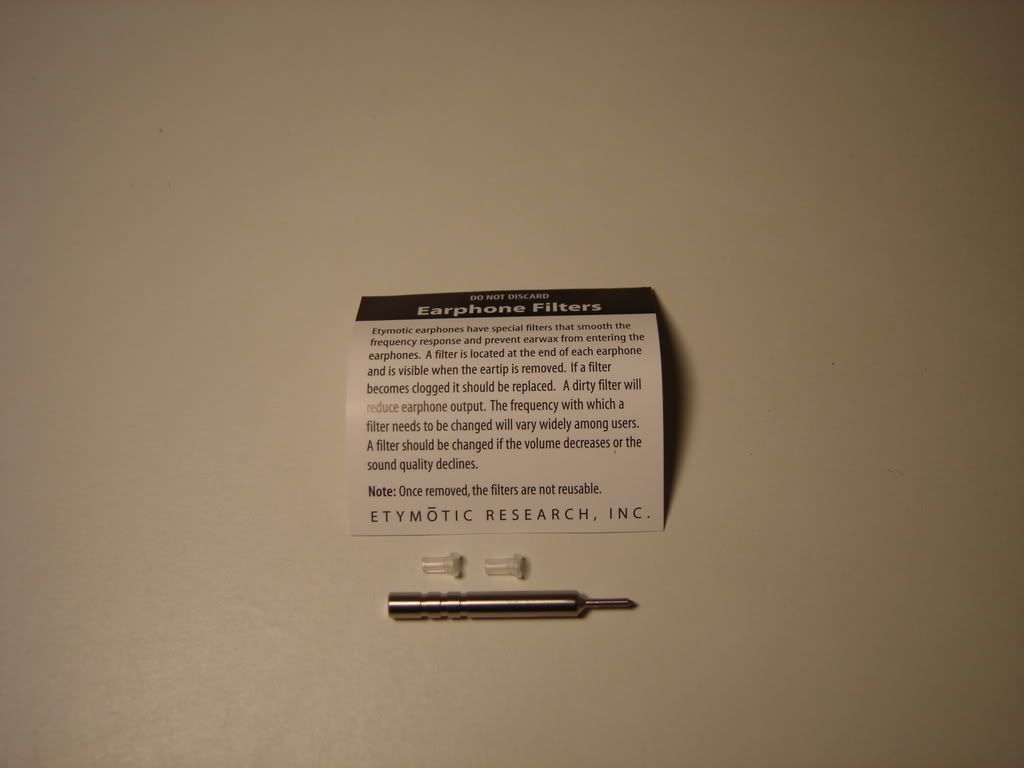 DO NOT DISCARD
Earphone Filters
Etymotic earphones have special filters that smooth the
frequency response and prevent earwax from entering the
earphones. A filter is located at the end of each earphone
and is visible when the eartip is removed. If a filter
becomes clogged it should be replaced. A dirty filter will
reduce earphone output. The frequency with which a
filter needs to be changed will vary widely among users.
A filter should be changed if the volume decreases or the
sound quality declines.
Note: Once removed, the filters are not reusable.
ETYMŌTIC RESEARCH, INC.